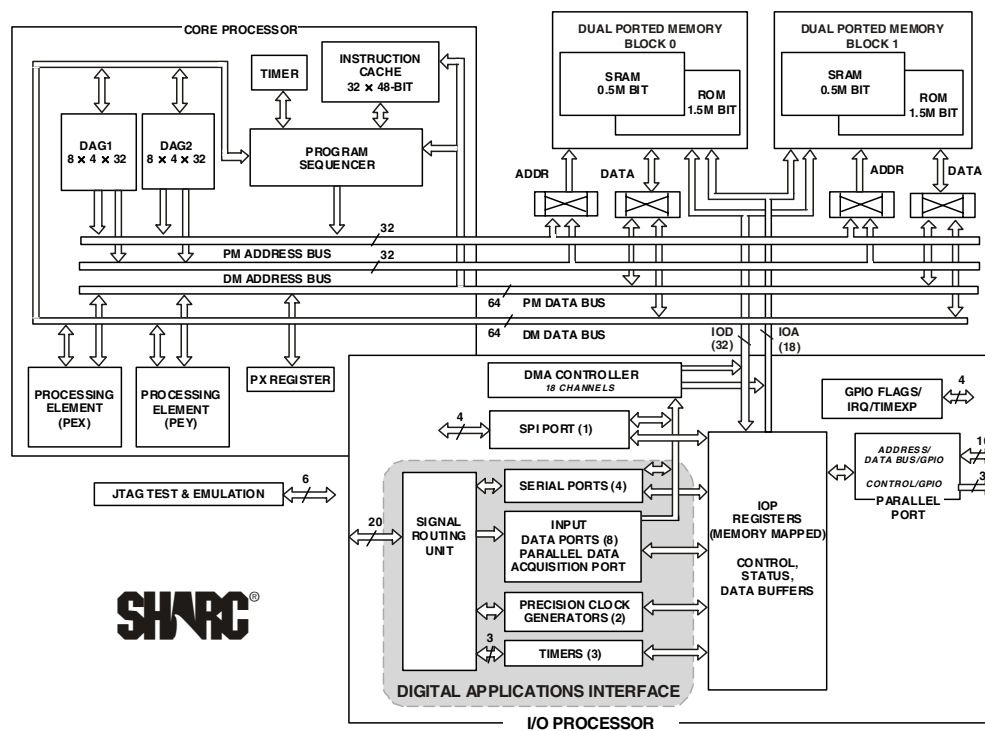 CORE PROCESSOR
TIMER
INSTRUCTION
CACHE
32 × 48-BIT
DAG1
8 × 4 × 32
DAG2
8 × 4 × 32
PROGRAM
SEQUENCER
DUAL PORTED MEMORY
BLOCK 0
SRAM
0.5M BIT
ROM
1.5M BIT
DUAL PORTED MEMORY
BLOCK 1
SRAM
0.5M BIT
ROM
1.5M BIT
ADDR
DATA
ADDR
DATA
32
PM ADDRESS BUS
32
DM ADDRESS BUS
64
PM DATA BUS
64
DM DATA BUS
IOD
(32)
IOA
(18)
PROCESSING
ELEMENT
(PEX)
PROCESSING
ELEMENT
(PEY)
PX REGISTER
DMA CONTROLLER
18 CHANNELS
GPIO FLAGS/
IRQ/TIMEXP
4
4
SPI PORT (1)
ADDRESS/
DATA BUS/GPIO
CONTROL/GPIO
PARALLEL
PORT
3
JTAG TEST & EMULATION
6
20
SIGNAL
ROUTING
UNIT
SERIAL PORTS (4)
INPUT
DATA PORTS (8)
PARALLEL DATA
ACQUISITION PORT
PRECISION CLOCK
GENERATORS (2)
3
TIMERS (3)
IOP
REGISTERS
(MEMORY MAPPED)
CONTROL,
STATUS,
DATA BUFFERS
DIGITAL APPLICATIONS INTERFACE
I/O PROCESSOR
SHARC®